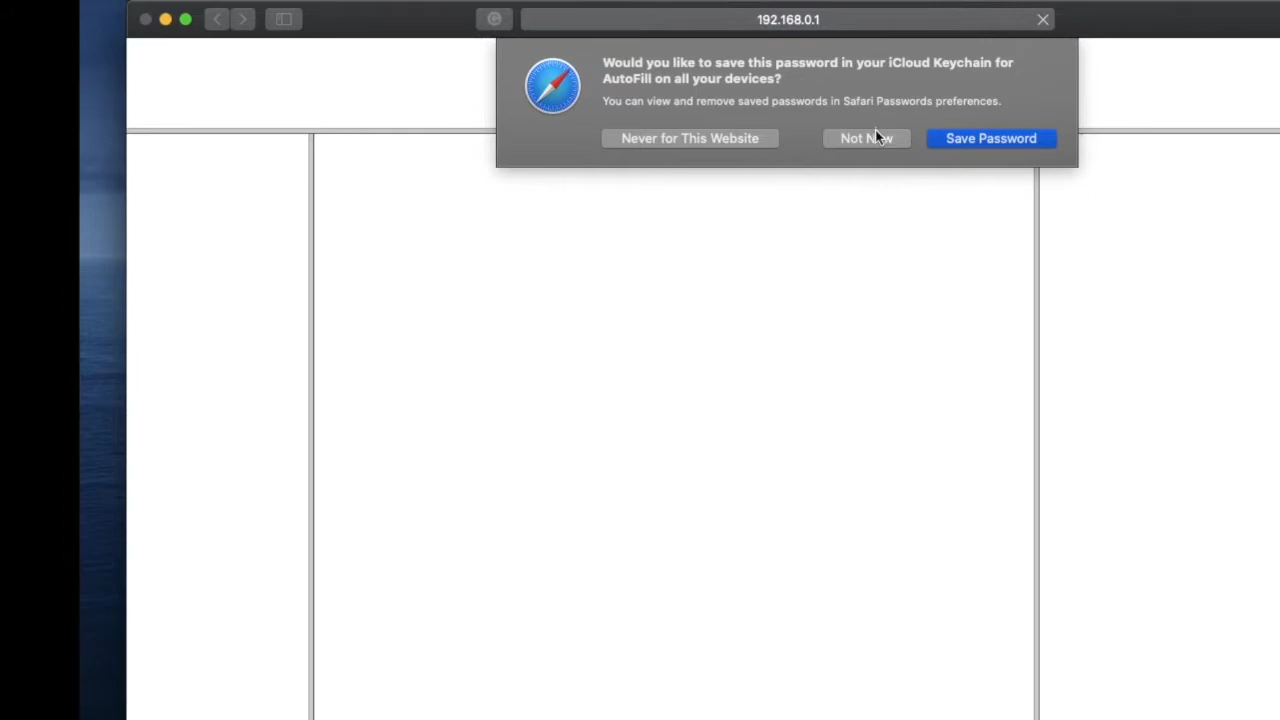 192.168.0.1
Would you like to save this password in your iCloud Keychain for
AutoFill on all your devices?
You can view and remove saved passwords in Safari Passwords preferences.
Never for This Website
Not Now
Save Password